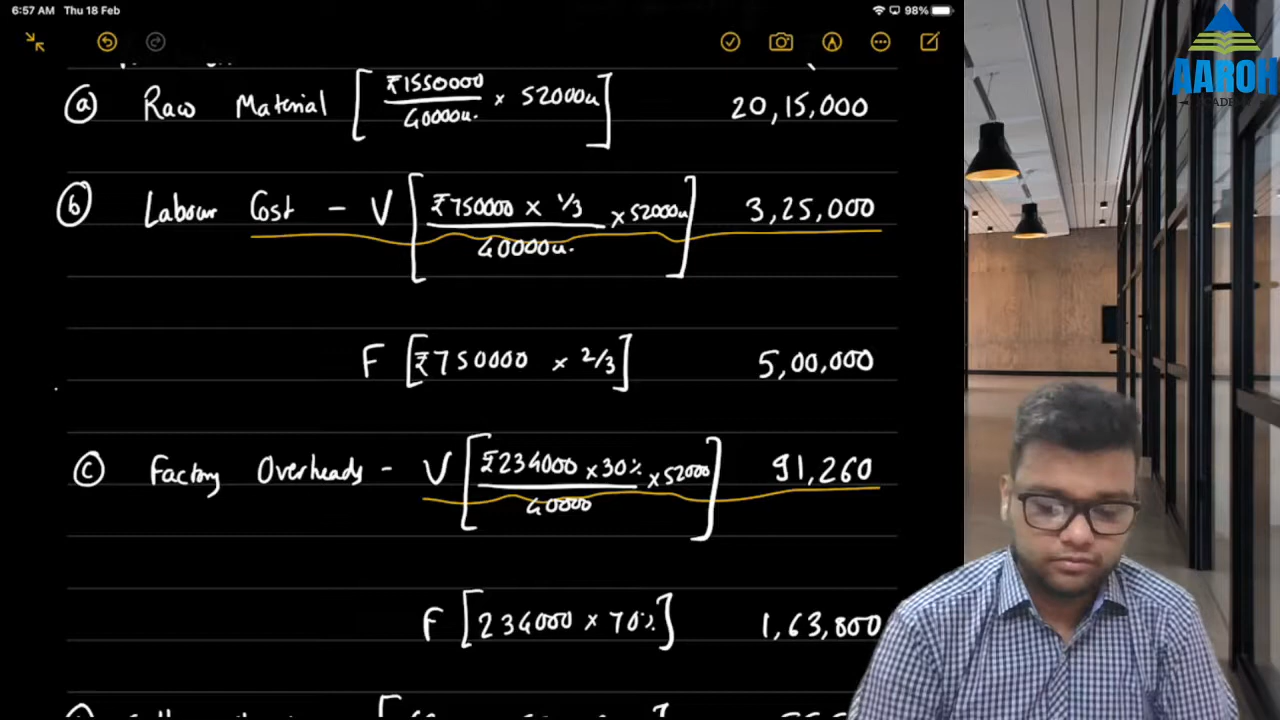 6:57 AM Thu 18 Feb
98%
AAROH
ⓐ Raw Material [ ₹1550000 / 40000u. × 52000u ] 20,15,000
ⓑ Labour Cost - V [ ₹750000 × 1/3 / 40000u. × 52000u ] 3,25,000
F [ ₹750000 × 2/3 ] 5,00,000
ⓒ Factory Overheads - V [ ₹234000 × 30% / 40000 × 52000 ] 91,260
F [ 234000 × 70% ] 1,63,800